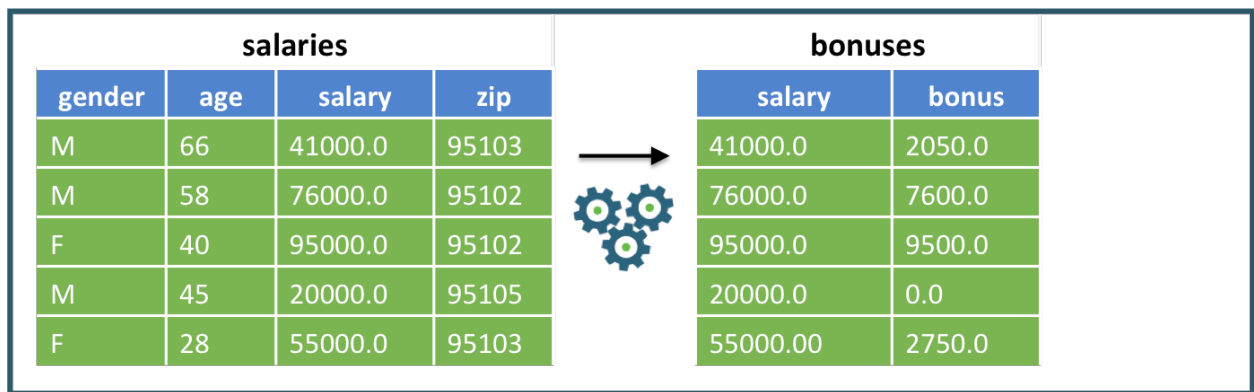 salaries bonuses
gender age salary zip salary bonus
M 66 41000.0 95103 41000.0 2050.0
M 58 76000.0 95102 76000.0 7600.0
F 40 95000.0 95102 95000.0 9500.0
M 45 20000.0 95105 20000.0 0.0
F 28 55000.0 95103 55000.00 2750.0